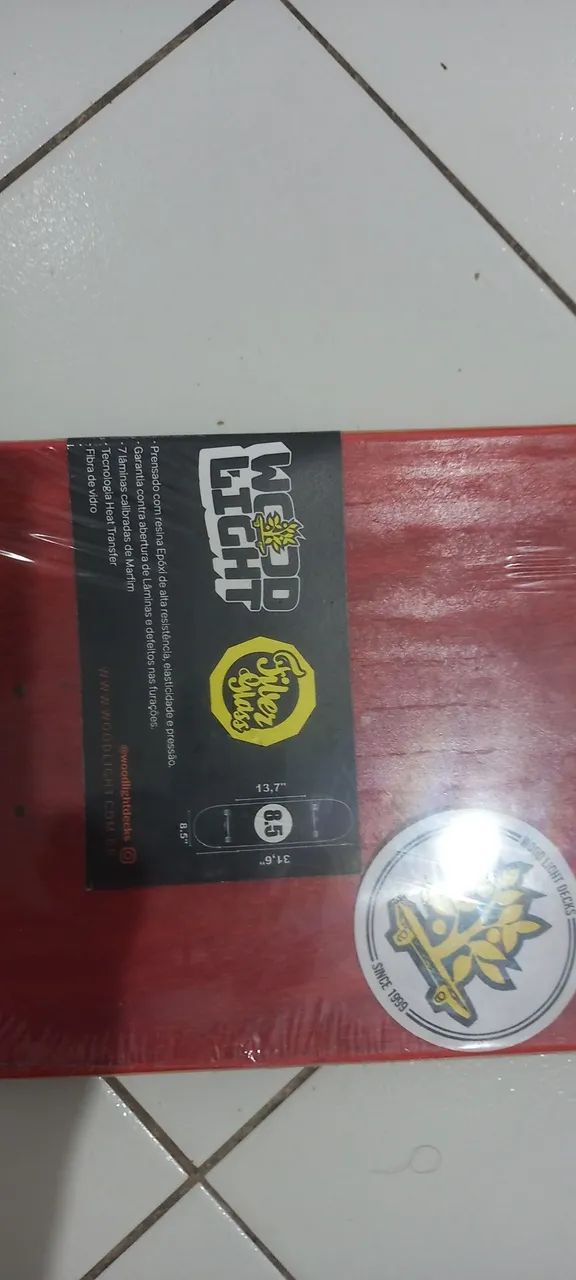 WOOD
LIGHT
Fiber
Glass
• Prensado com resina Epóxi de alta resistência, elasticidade e pressão.
• Garantia contra abertura de Lâminas e defeitos nas furações.
• 7 lâminas calibradas de Marfim
• Tecnologia Heat Transfer
• Fibra de vidro
13,7"
8.5
8.5"
31,6"
@woodlightdecks
WWW.WOODLIGHT.COM.BR
WOOD LIGHT DECKS
SINCE 1999